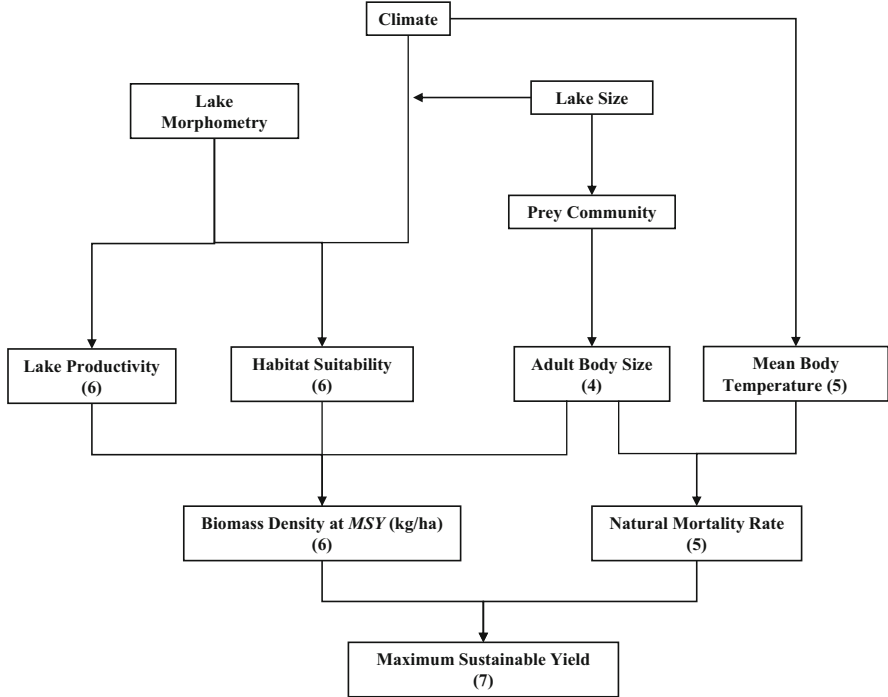 Climate
Lake
Morphometry
Lake Size
Prey Community
Lake Productivity
(6)
Habitat Suitability
(6)
Adult Body Size
(4)
Mean Body
Temperature (5)
Biomass Density at MSY (kg/ha)
(6)
Natural Mortality Rate
(5)
Maximum Sustainable Yield
(7)